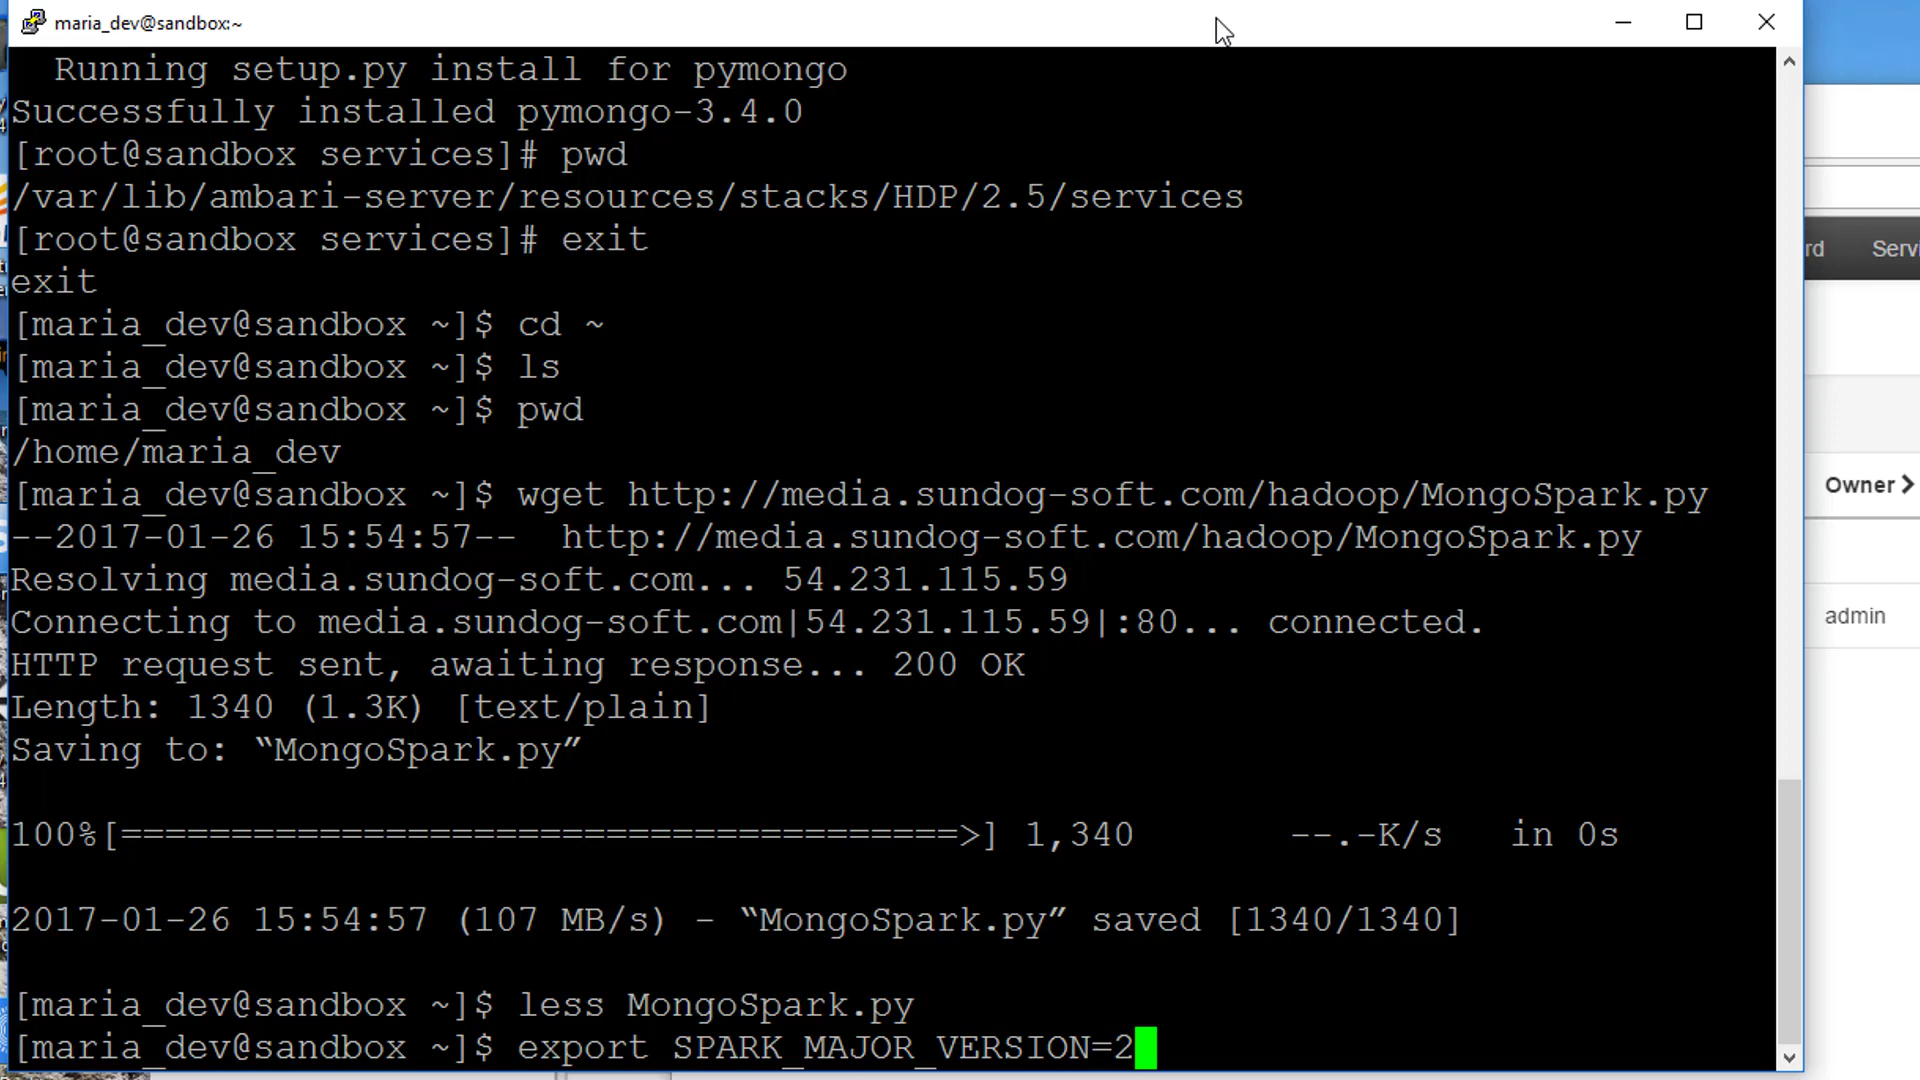 maria_dev@sandbox:~
Running setup.py install for pymongo
Successfully installed pymongo-3.4.0
[root@sandbox services]# pwd
/var/lib/ambari-server/resources/stacks/HDP/2.5/services
[root@sandbox services]# exit
exit
[maria_dev@sandbox ~]$ cd ~
[maria_dev@sandbox ~]$ ls
[maria_dev@sandbox ~]$ pwd
/home/maria_dev
[maria_dev@sandbox ~]$ wget http://media.sundog-soft.com/hadoop/MongoSpark.py
--2017-01-26 15:54:57--  http://media.sundog-soft.com/hadoop/MongoSpark.py
Resolving media.sundog-soft.com... 54.231.115.59
Connecting to media.sundog-soft.com|54.231.115.59|:80... connected.
HTTP request sent, awaiting response... 200 OK
Length: 1340 (1.3K) [text/plain]
Saving to: “MongoSpark.py”
100%[======================================>] 1,340       --.-K/s   in 0s
2017-01-26 15:54:57 (107 MB/s) - “MongoSpark.py” saved [1340/1340]
[maria_dev@sandbox ~]$ less MongoSpark.py
[maria_dev@sandbox ~]$ export SPARK_MAJOR_VERSION=2
rd Servi
Owner
admin